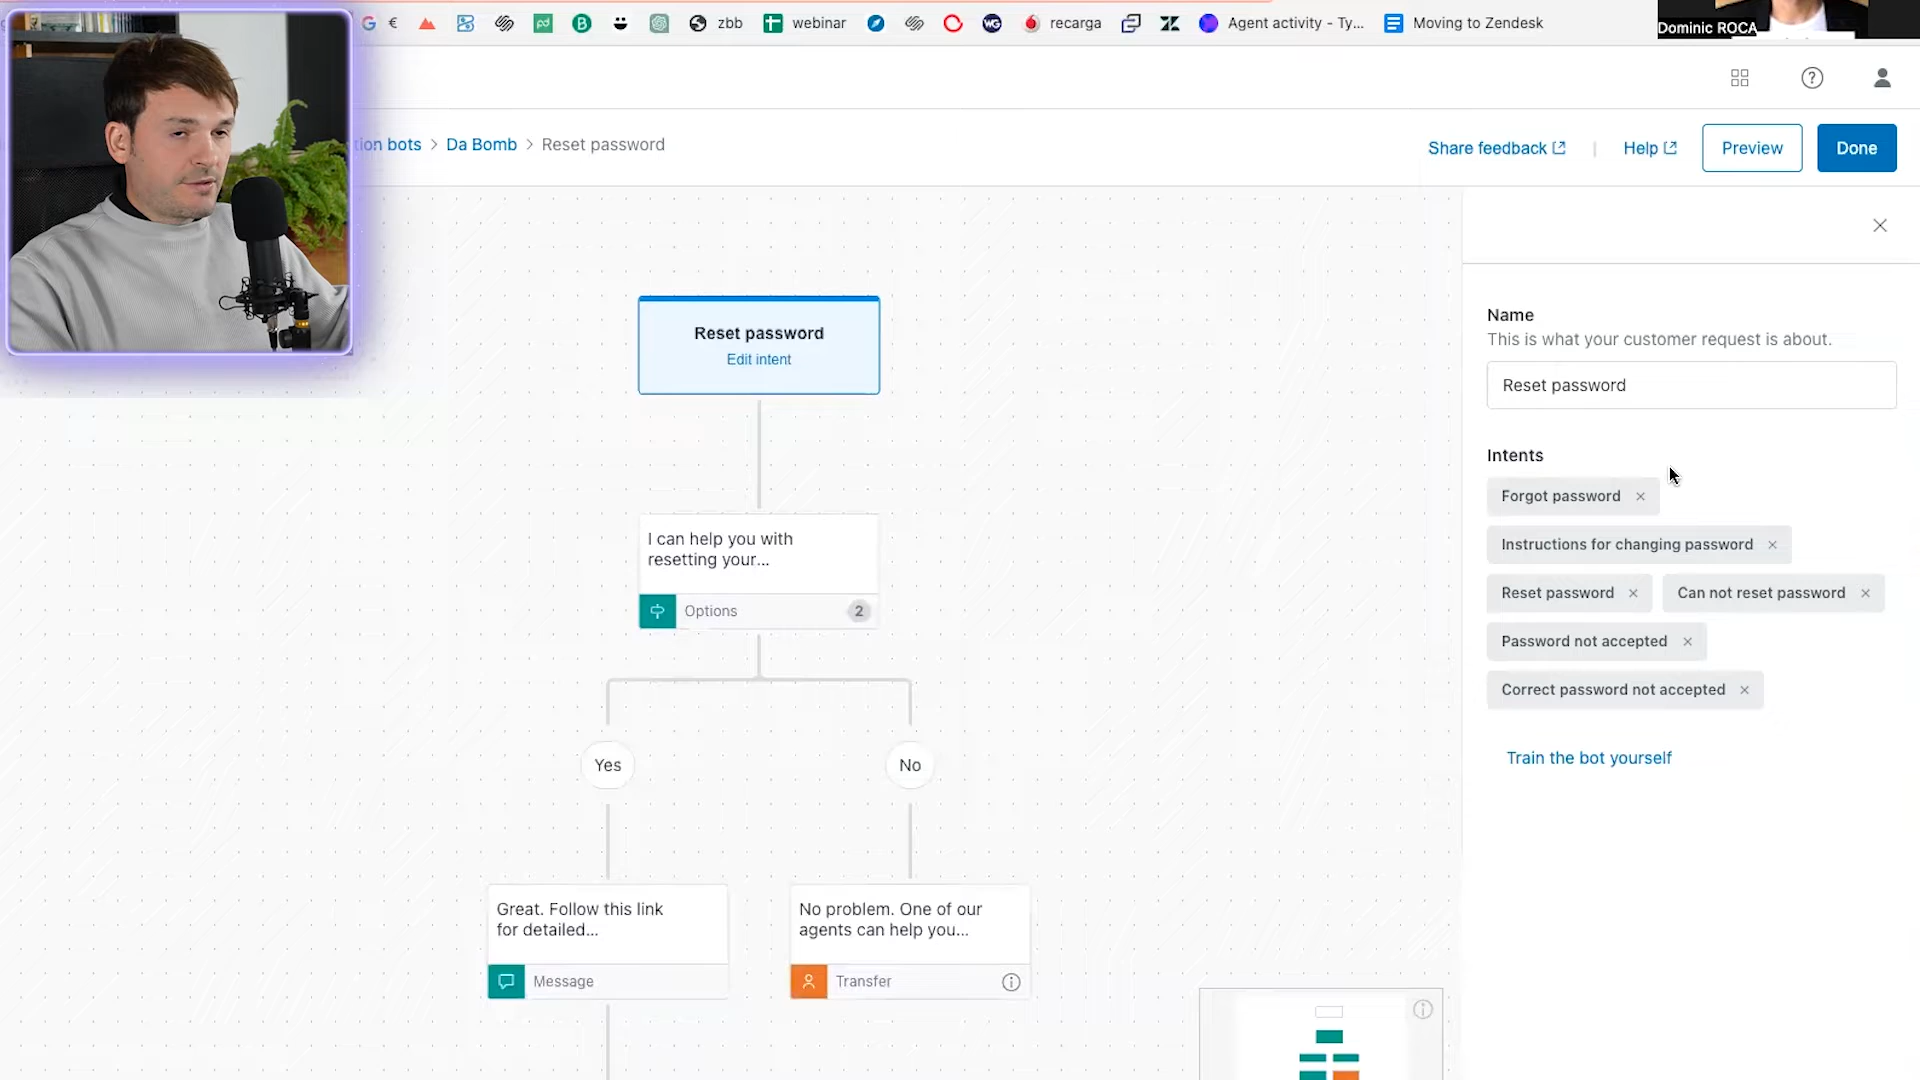 €
zbb
webinar
recarga
Agent activity - Ty...
Moving to Zendesk
Dominic ROCA
tion bots > Da Bomb > Reset password
Share feedback
Help
Preview
Done
Reset password
Edit intent
I can help you with
resetting your...
Options
2
Yes
No
Great. Follow this link
for detailed...
Message
No problem. One of our
agents can help you...
Transfer
Name
This is what your customer request is about.
Reset password
Intents
Forgot password
Instructions for changing password
Reset password
Can not reset password
Password not accepted
Correct password not accepted
Train the bot yourself